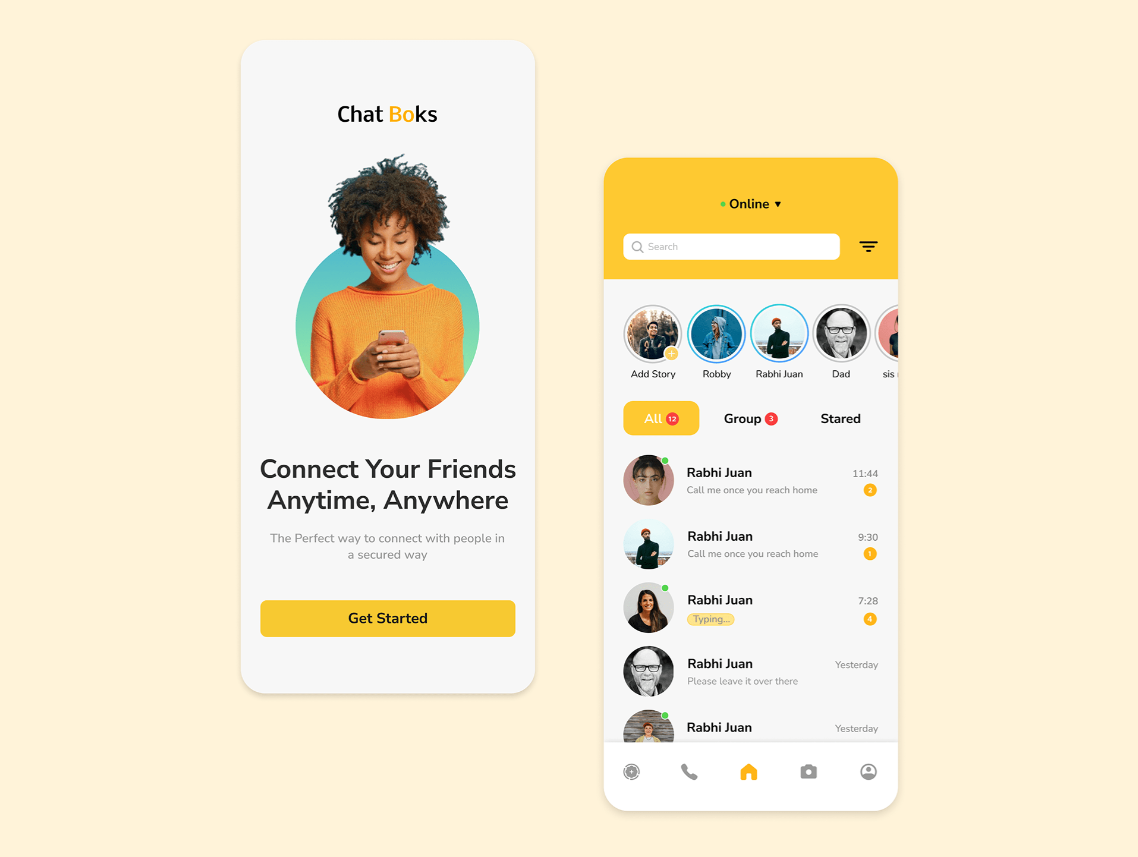 Chat Boks
Connect Your Friends
Anytime, Anywhere
The Perfect way to connect with people in
a secured way
Get Started
Online
Search
Add Story
Robby
Rabhi Juan
Dad
sis
All 12
Group 3
Stared
Rabhi Juan
11:44
Call me once you reach home
2
Rabhi Juan
9:30
Call me once you reach home
1
Rabhi Juan
7:28
Typing...
4
Rabhi Juan
Yesterday
Please leave it over there
Rabhi Juan
Yesterday